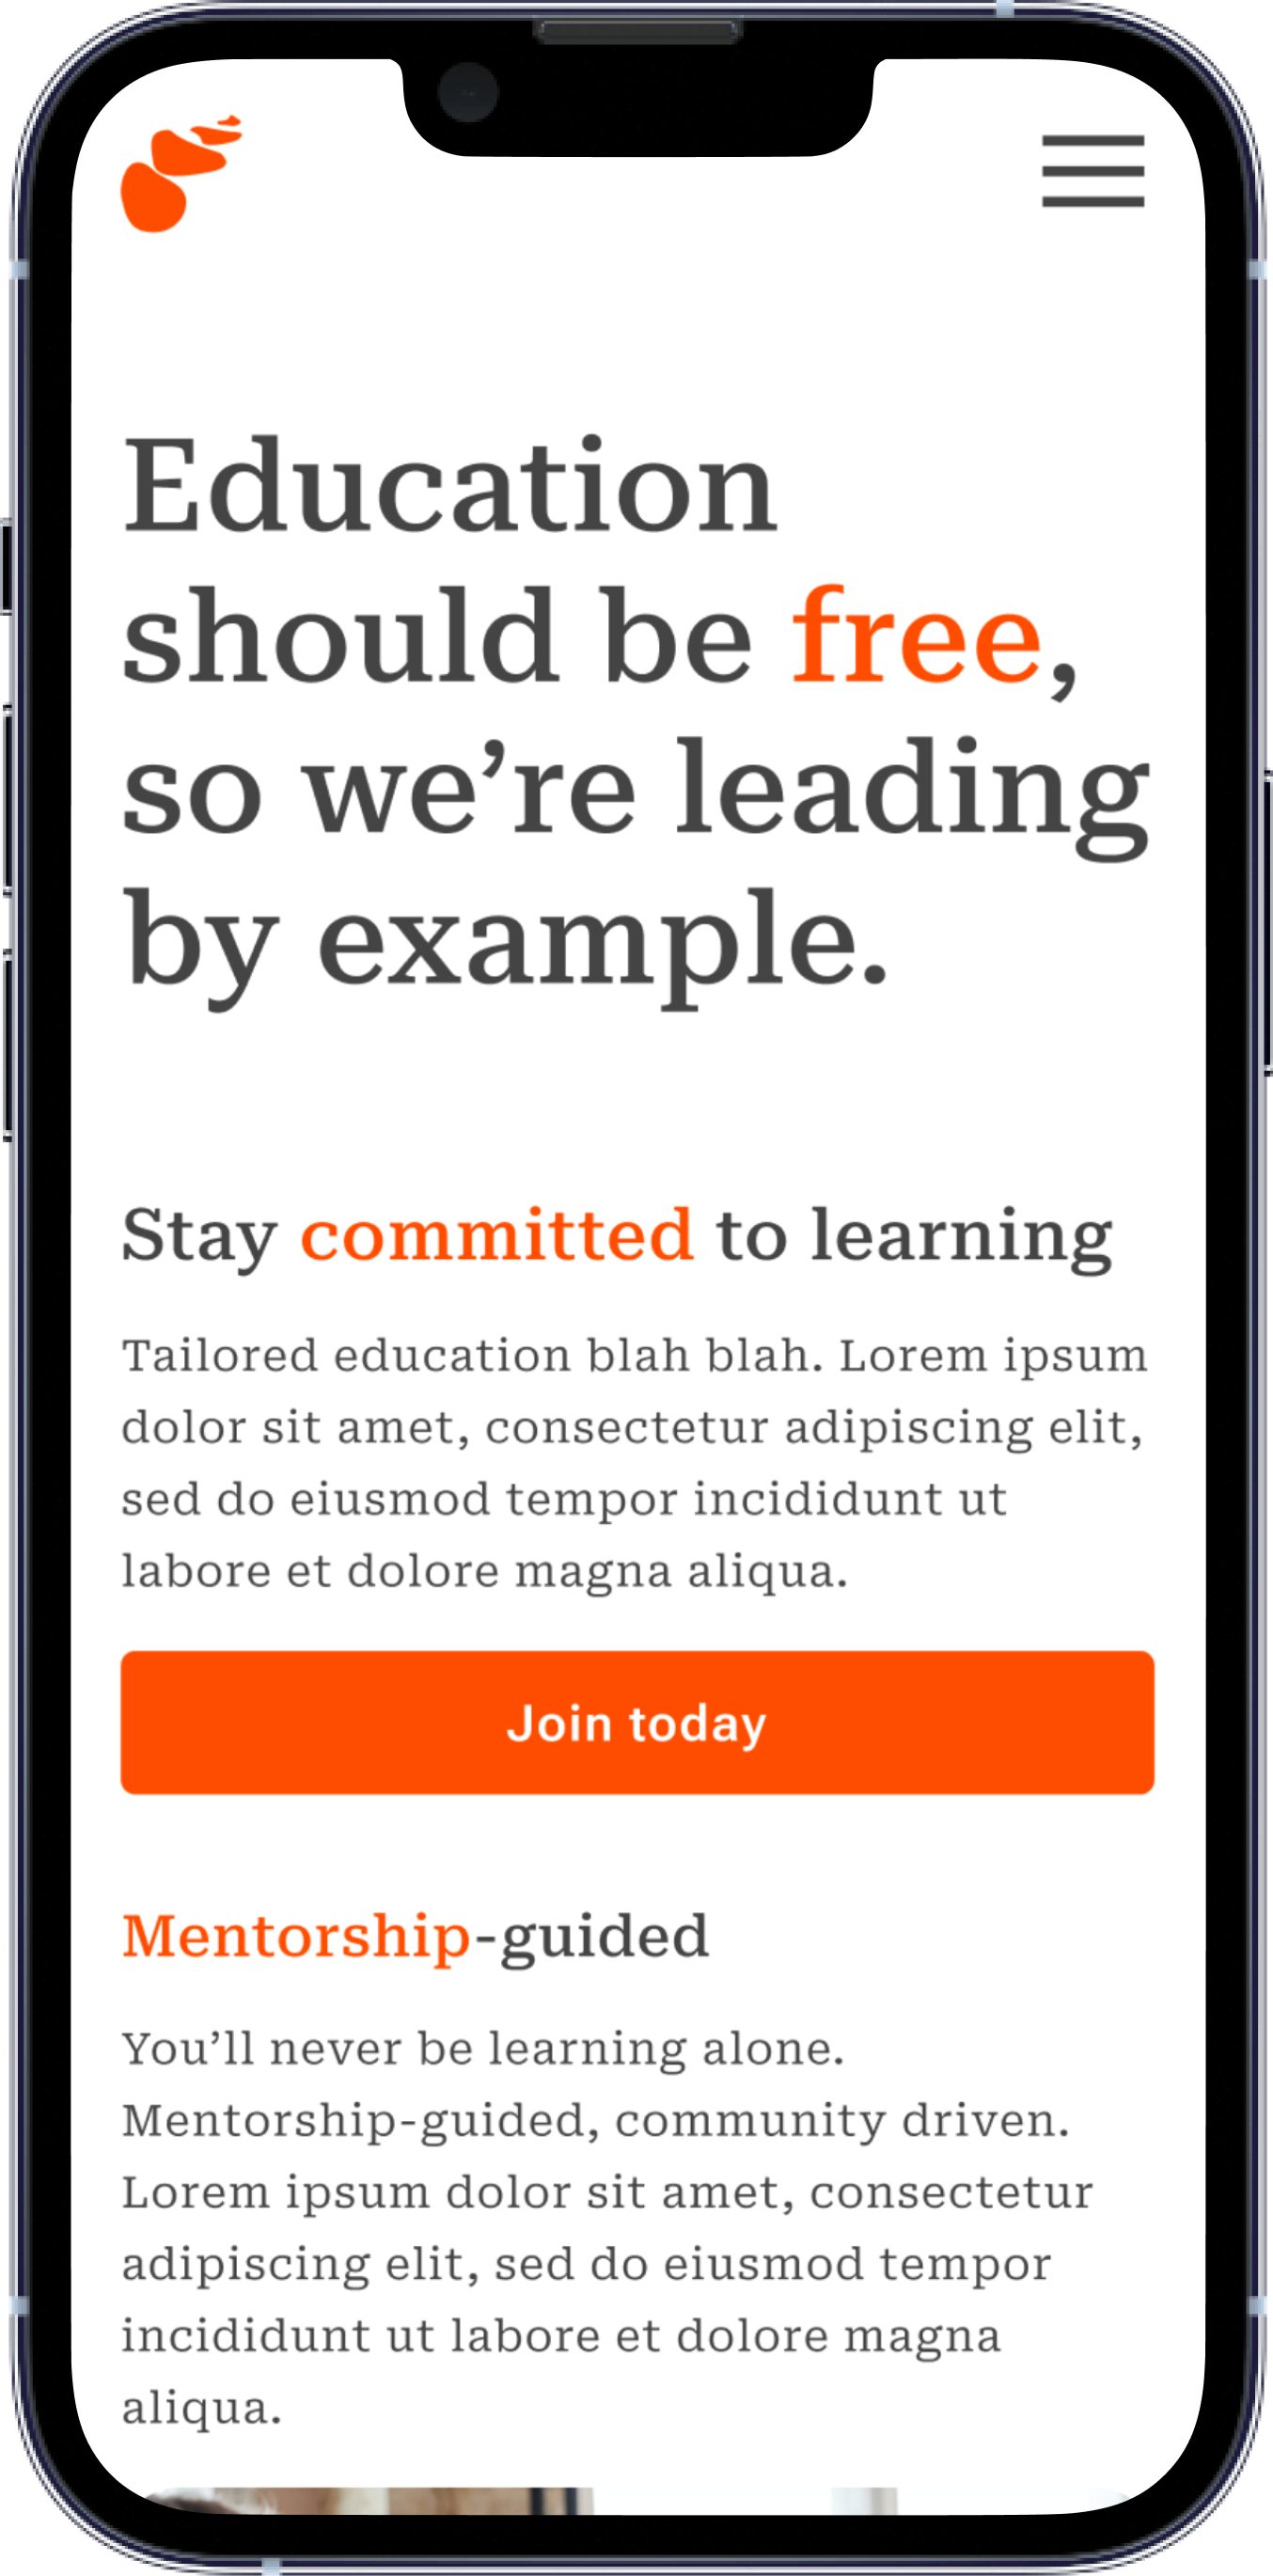 Education
should be free,
so we’re leading
by example.
Stay committed to learning
Tailored education blah blah. Lorem ipsum
dolor sit amet, consectetur adipiscing elit,
sed do eiusmod tempor incididunt ut
labore et dolore magna aliqua.
Join today
Mentorship-guided
You’ll never be learning alone.
Mentorship-guided, community driven.
Lorem ipsum dolor sit amet, consectetur
adipiscing elit, sed do eiusmod tempor
incididunt ut labore et dolore magna
aliqua.